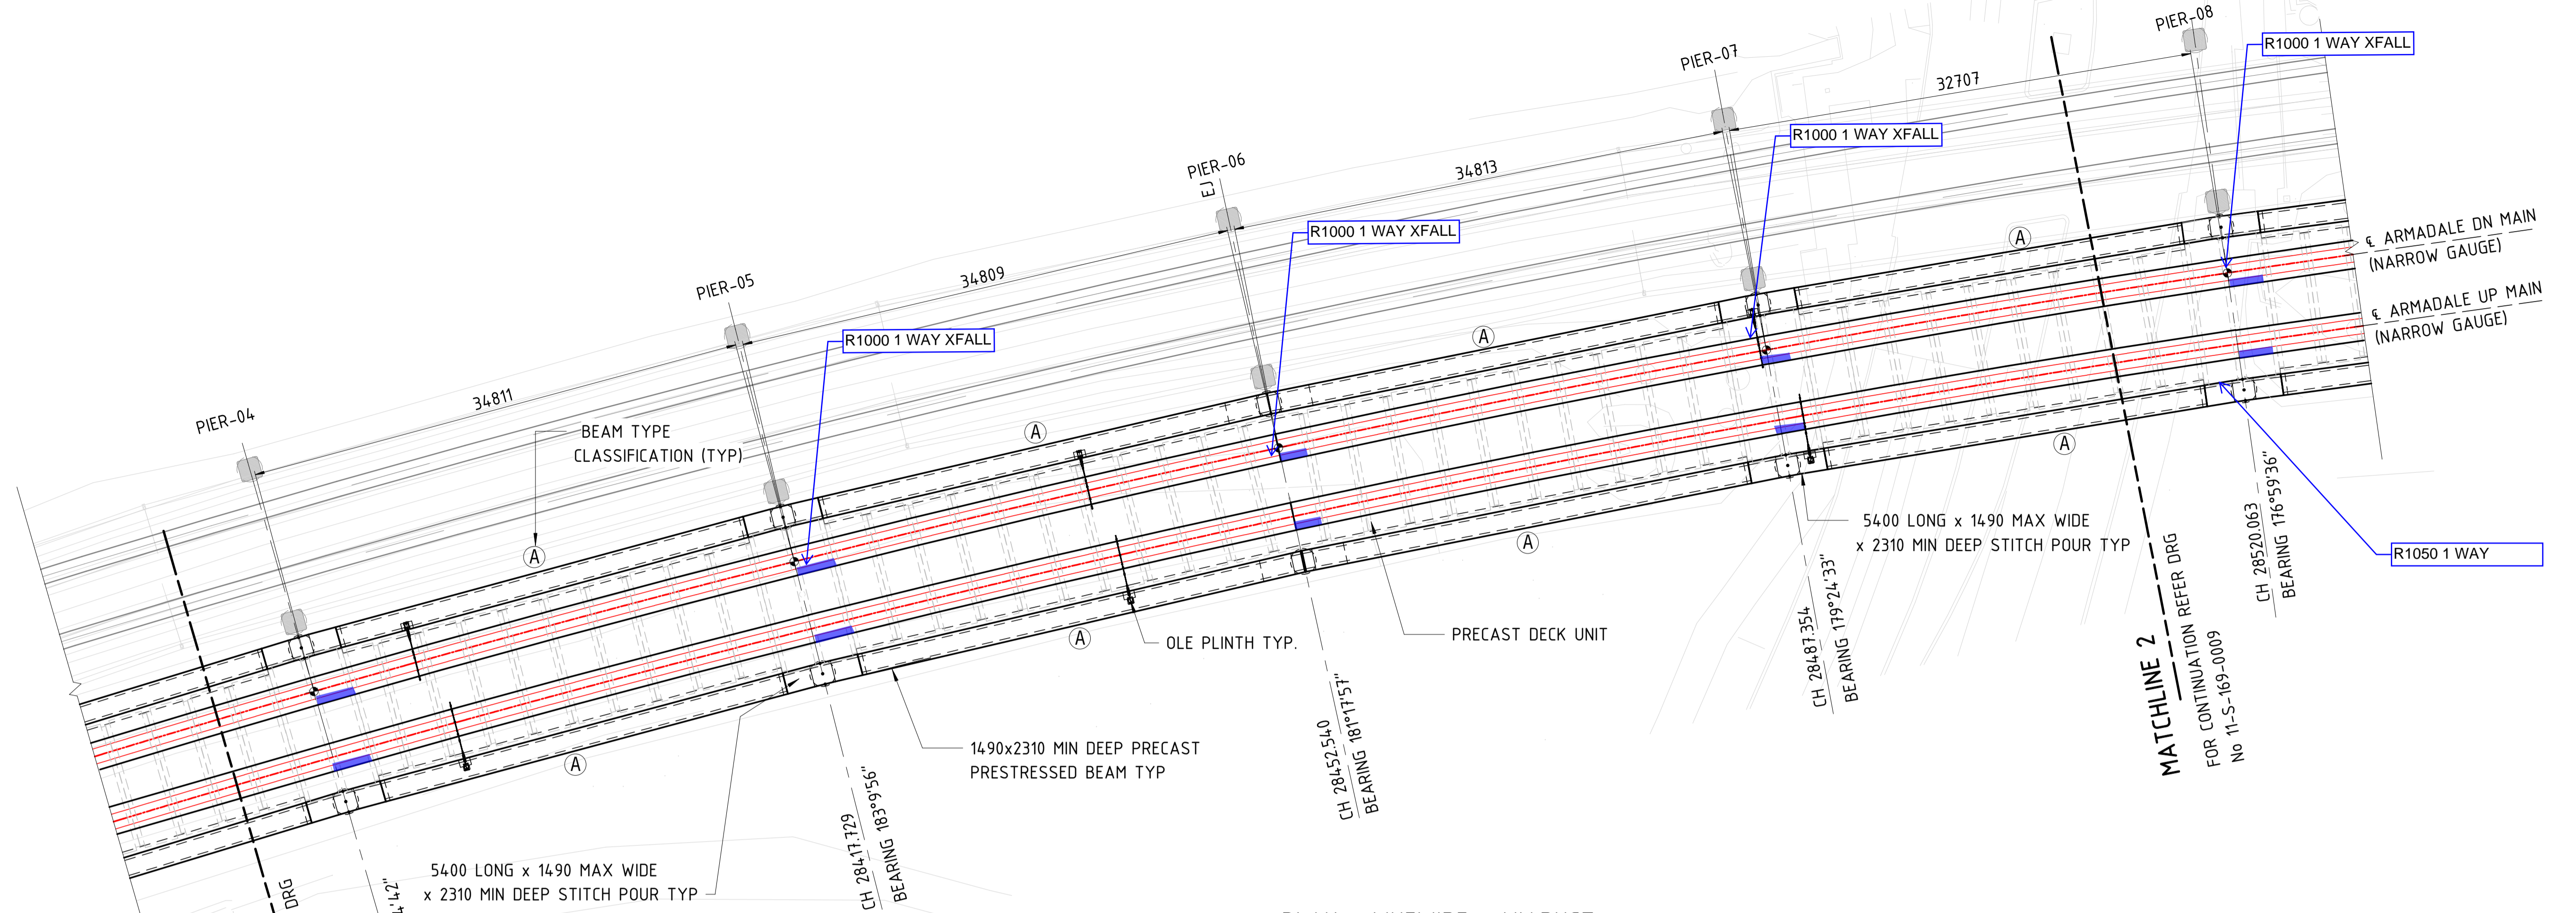 PIER-08
R1000 1 WAY XFALL
PIER-07
32707
R1000 1 WAY XFALL
PIER-06
EJ
34813
R1000 1 WAY XFALL
PIER-05
34809
R1000 1 WAY XFALL
PIER-04
34811
BEAM TYPE
CLASSIFICATION (TYP)
A
A
A
A
℄ ARMADALE DN MAIN
(NARROW GAUGE)
℄ ARMADALE UP MAIN
(NARROW GAUGE)
A
A
A
A
5400 LONG x 1490 MAX WIDE
x 2310 MIN DEEP STITCH POUR TYP
R1050 1 WAY
OLE PLINTH TYP.
PRECAST DECK UNIT
1490x2310 MIN DEEP PRECAST
PRESTRESSED BEAM TYP
5400 LONG x 1490 MAX WIDE
x 2310 MIN DEEP STITCH POUR TYP
DRG
4'42"
CH 28417.729
BEARING 183°9'56"
CH 28452.540
BEARING 181°17'57"
CH 28487.354
BEARING 179°24'33"
MATCHLINE 2
FOR CONTINUATION REFER DRG
No 11-S-169-0009
CH 28520.063
BEARING 176°59'36"